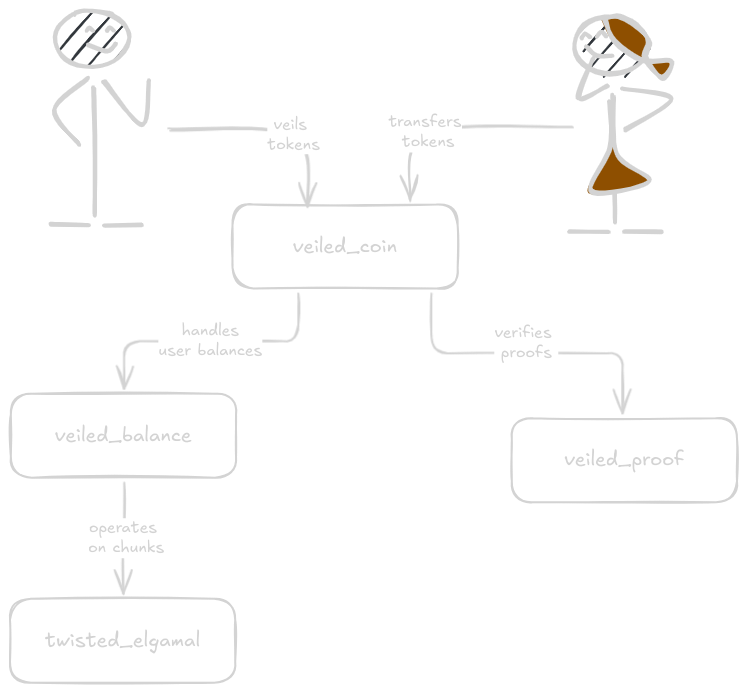 veils
tokens
transfers
tokens
veiled_coin
handles
user balances
verifies
proofs
veiled_balance
veiled_proof
operates
on chunks
twisted_elgamal